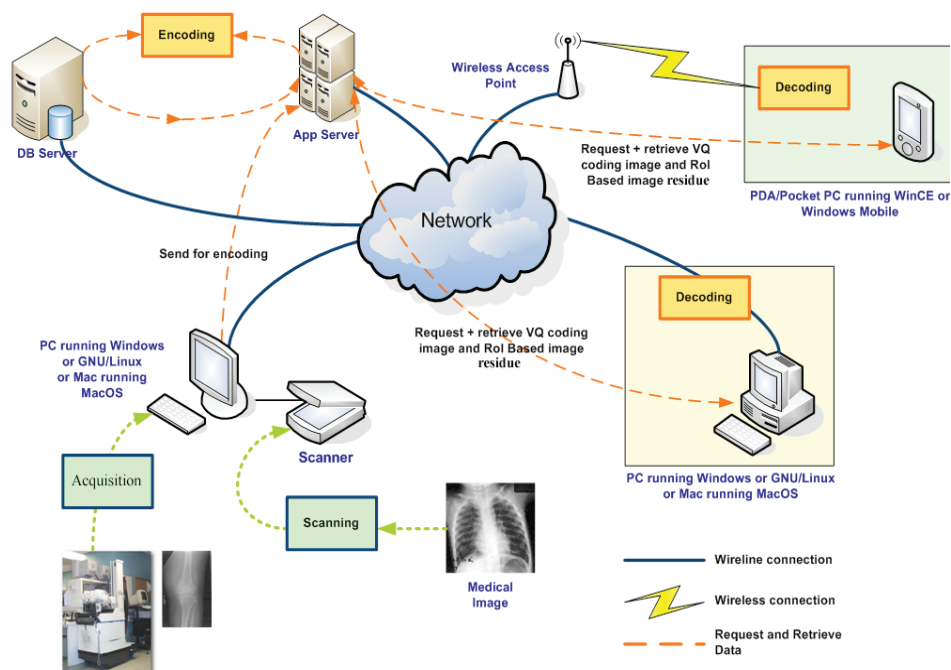 Encoding
DB Server
App Server
Wireless Access
Point
Decoding
Request + retrieve VQ
coding image and RoI
Based image residue
PDA/Pocket PC running WinCE or
Windows Mobile
Network
Send for encoding
Decoding
Request + retrieve VQ coding
image and RoI Based image
residue
PC running Windows
or GNU/Linux
or Mac running
MacOS
Scanner
PC running Windows or GNU/Linux
or Mac running MacOS
Acquisition
Scanning
Medical
Image
Wireline connection
Wireless connection
Request and Retrieve
Data